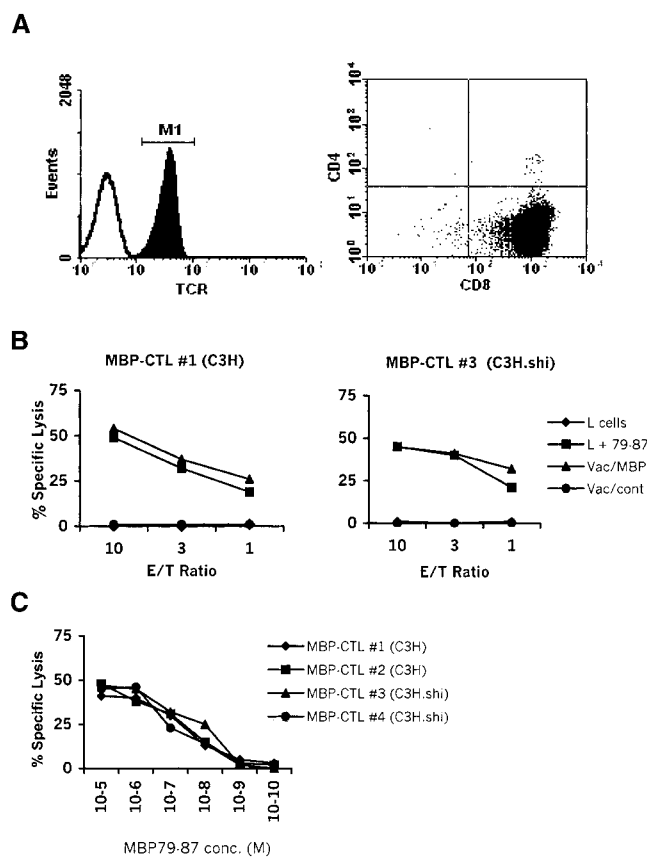 A
2048
Events
0
M1
TCR
CD4
CD8
B
MBP-CTL #1 (C3H)
75
50
25
0
10 3 1
% Specific Lysis
E/T Ratio
MBP-CTL #3 (C3H.shi)
75
50
25
0
10 3 1
E/T Ratio
L cells
L + 79-87
Vac/MBP
Vac/cont
C
75
50
25
0
% Specific Lysis
10-5
10-6
10-7
10-8
10-9
10-10
MBP79-87 conc. (M)
MBP-CTL #1 (C3H)
MBP-CTL #2 (C3H)
MBP-CTL #3 (C3H.shi)
MBP-CTL #4 (C3H.shi)